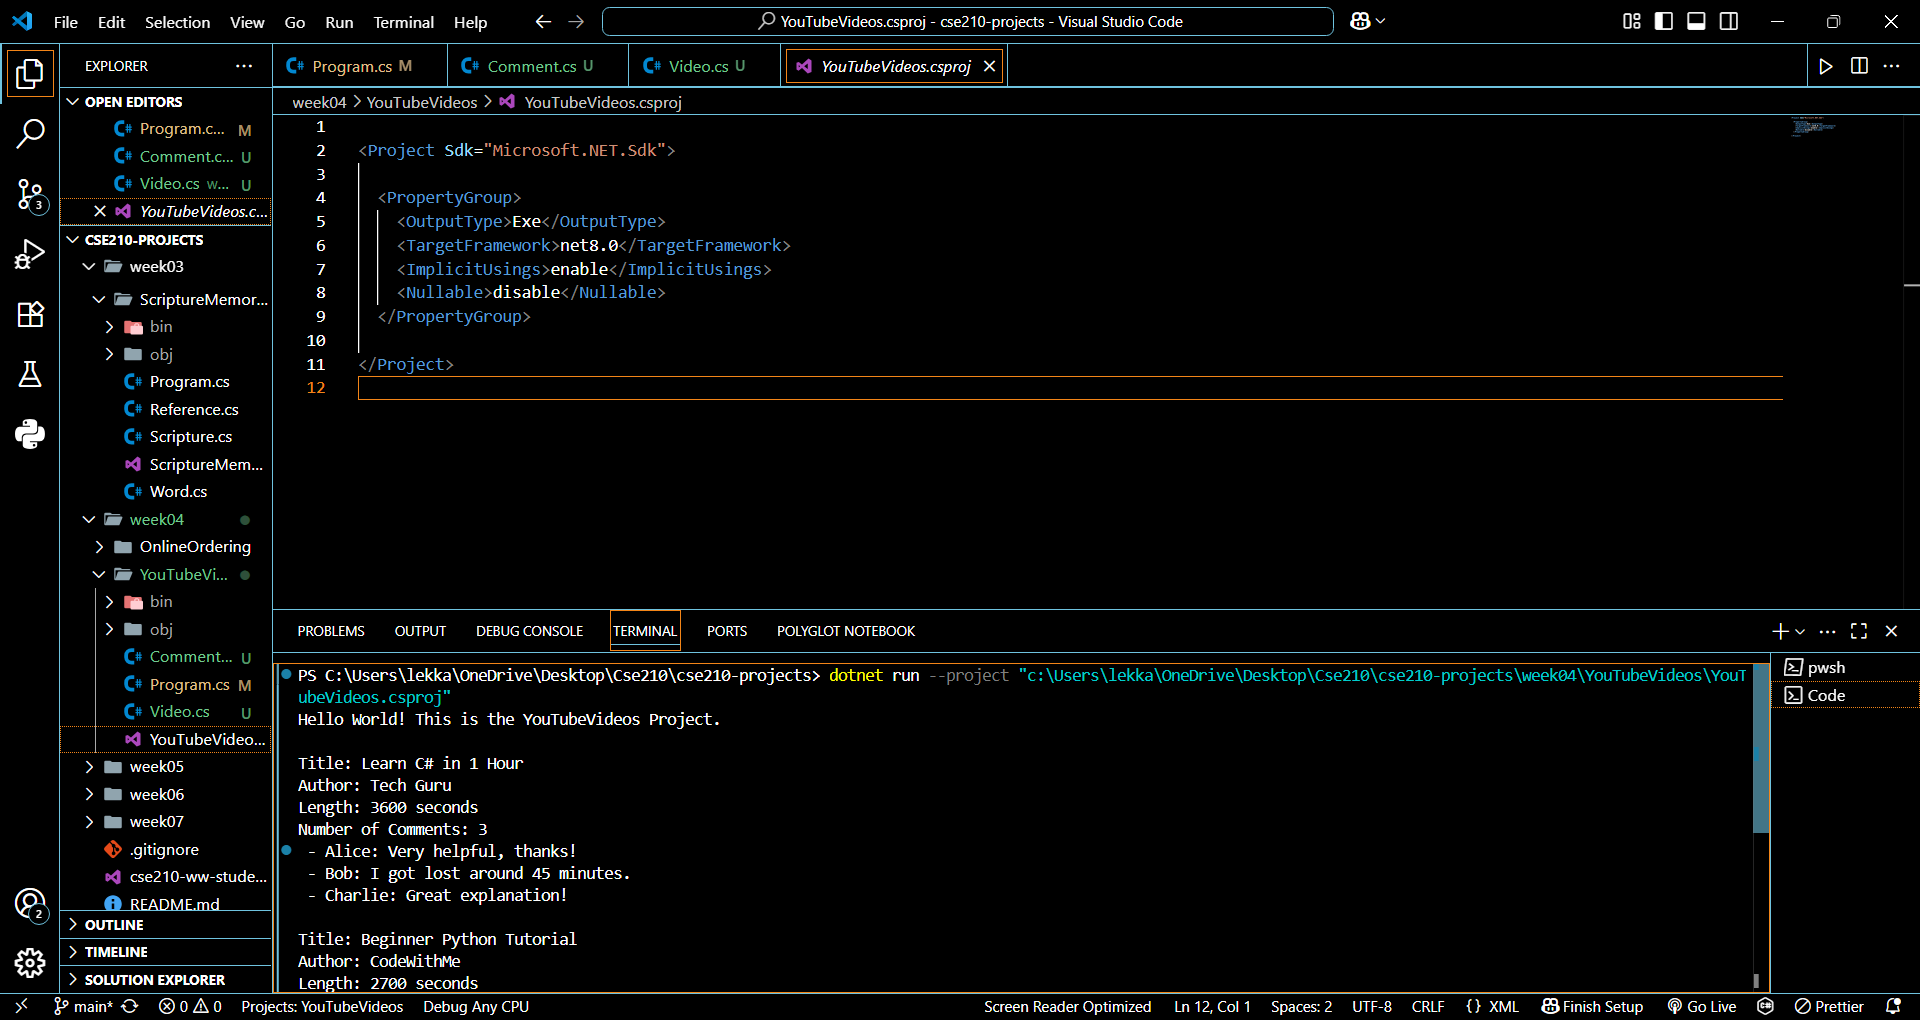 File Edit Selection View Go Run Terminal Help
YouTubeVideos.csproj - cse210-projects - Visual Studio Code
EXPLORER
OPEN EDITORS
Program.c... M
Comment.c... U
Video.cs w... U
YouTubeVideos.c...
CSE210-PROJECTS
week03
ScriptureMemor...
bin
obj
Program.cs
Reference.cs
Scripture.cs
ScriptureMem...
Word.cs
week04
OnlineOrdering
YouTubeVi...
bin
obj
Comment... U
Program.cs M
Video.cs U
YouTubeVideo...
week05
week06
week07
.gitignore
cse210-ww-stude...
README.md
OUTLINE
TIMELINE
SOLUTION EXPLORER
3
2
Program.cs M Comment.cs U Video.cs U YouTubeVideos.csproj
week04 > YouTubeVideos > YouTubeVideos.csproj
1
2 <Project Sdk="Microsoft.NET.Sdk">
3
4 <PropertyGroup>
5 <OutputType>Exe</OutputType>
6 <TargetFramework>net8.0</TargetFramework>
7 <ImplicitUsings>enable</ImplicitUsings>
8 <Nullable>disable</Nullable>
9 </PropertyGroup>
10
11 </Project>
12
PROBLEMS OUTPUT DEBUG CONSOLE TERMINAL PORTS POLYGLOT NOTEBOOK
PS C:\Users\lekka\OneDrive\Desktop\Cse210\cse210-projects> dotnet run --project "c:\Users\lekka\OneDrive\Desktop\Cse210\cse210-projects\week04\YouTubeVideos\YouT
ubeVideos.csproj"
Hello World! This is the YouTubeVideos Project.
Title: Learn C# in 1 Hour
Author: Tech Guru
Length: 3600 seconds
Number of Comments: 3
- Alice: Very helpful, thanks!
- Bob: I got lost around 45 minutes.
- Charlie: Great explanation!
Title: Beginner Python Tutorial
Author: CodeWithMe
Length: 2700 seconds
pwsh
Code
main* 0 0 Projects: YouTubeVideos Debug Any CPU Screen Reader Optimized Ln 12, Col 1 Spaces: 2 UTF-8 CRLF {} XML Finish Setup Go Live Prettier